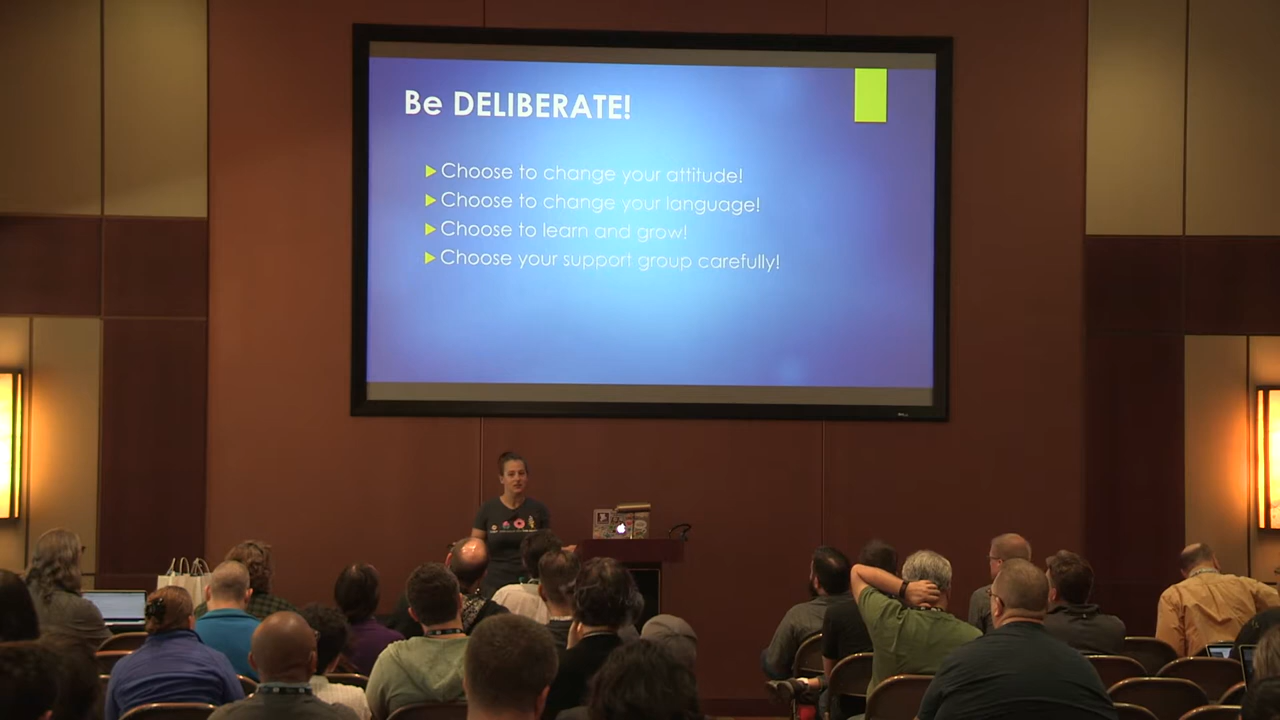 Be DELIBERATE!
Choose to change your attitude!
Choose to change your language!
Choose to learn and grow!
Choose your support group carefully!